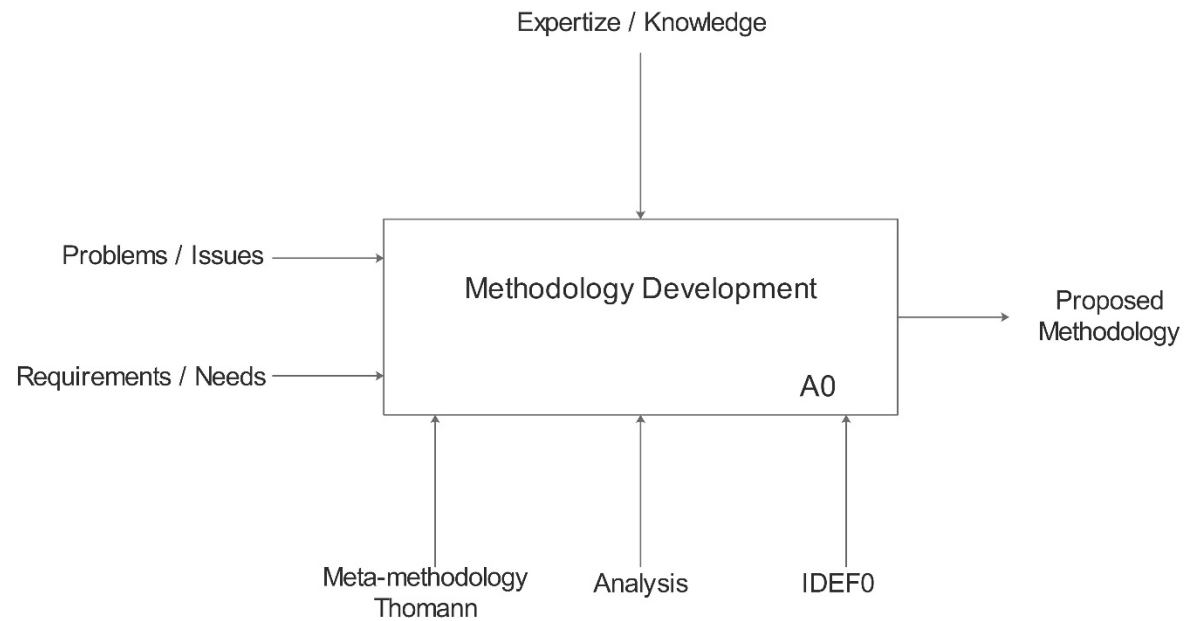 Expertize / Knowledge
Problems / Issues
Methodology Development
Proposed
Methodology
Requirements / Needs
A0
Meta-methodology
Thomann
Analysis
IDEF0